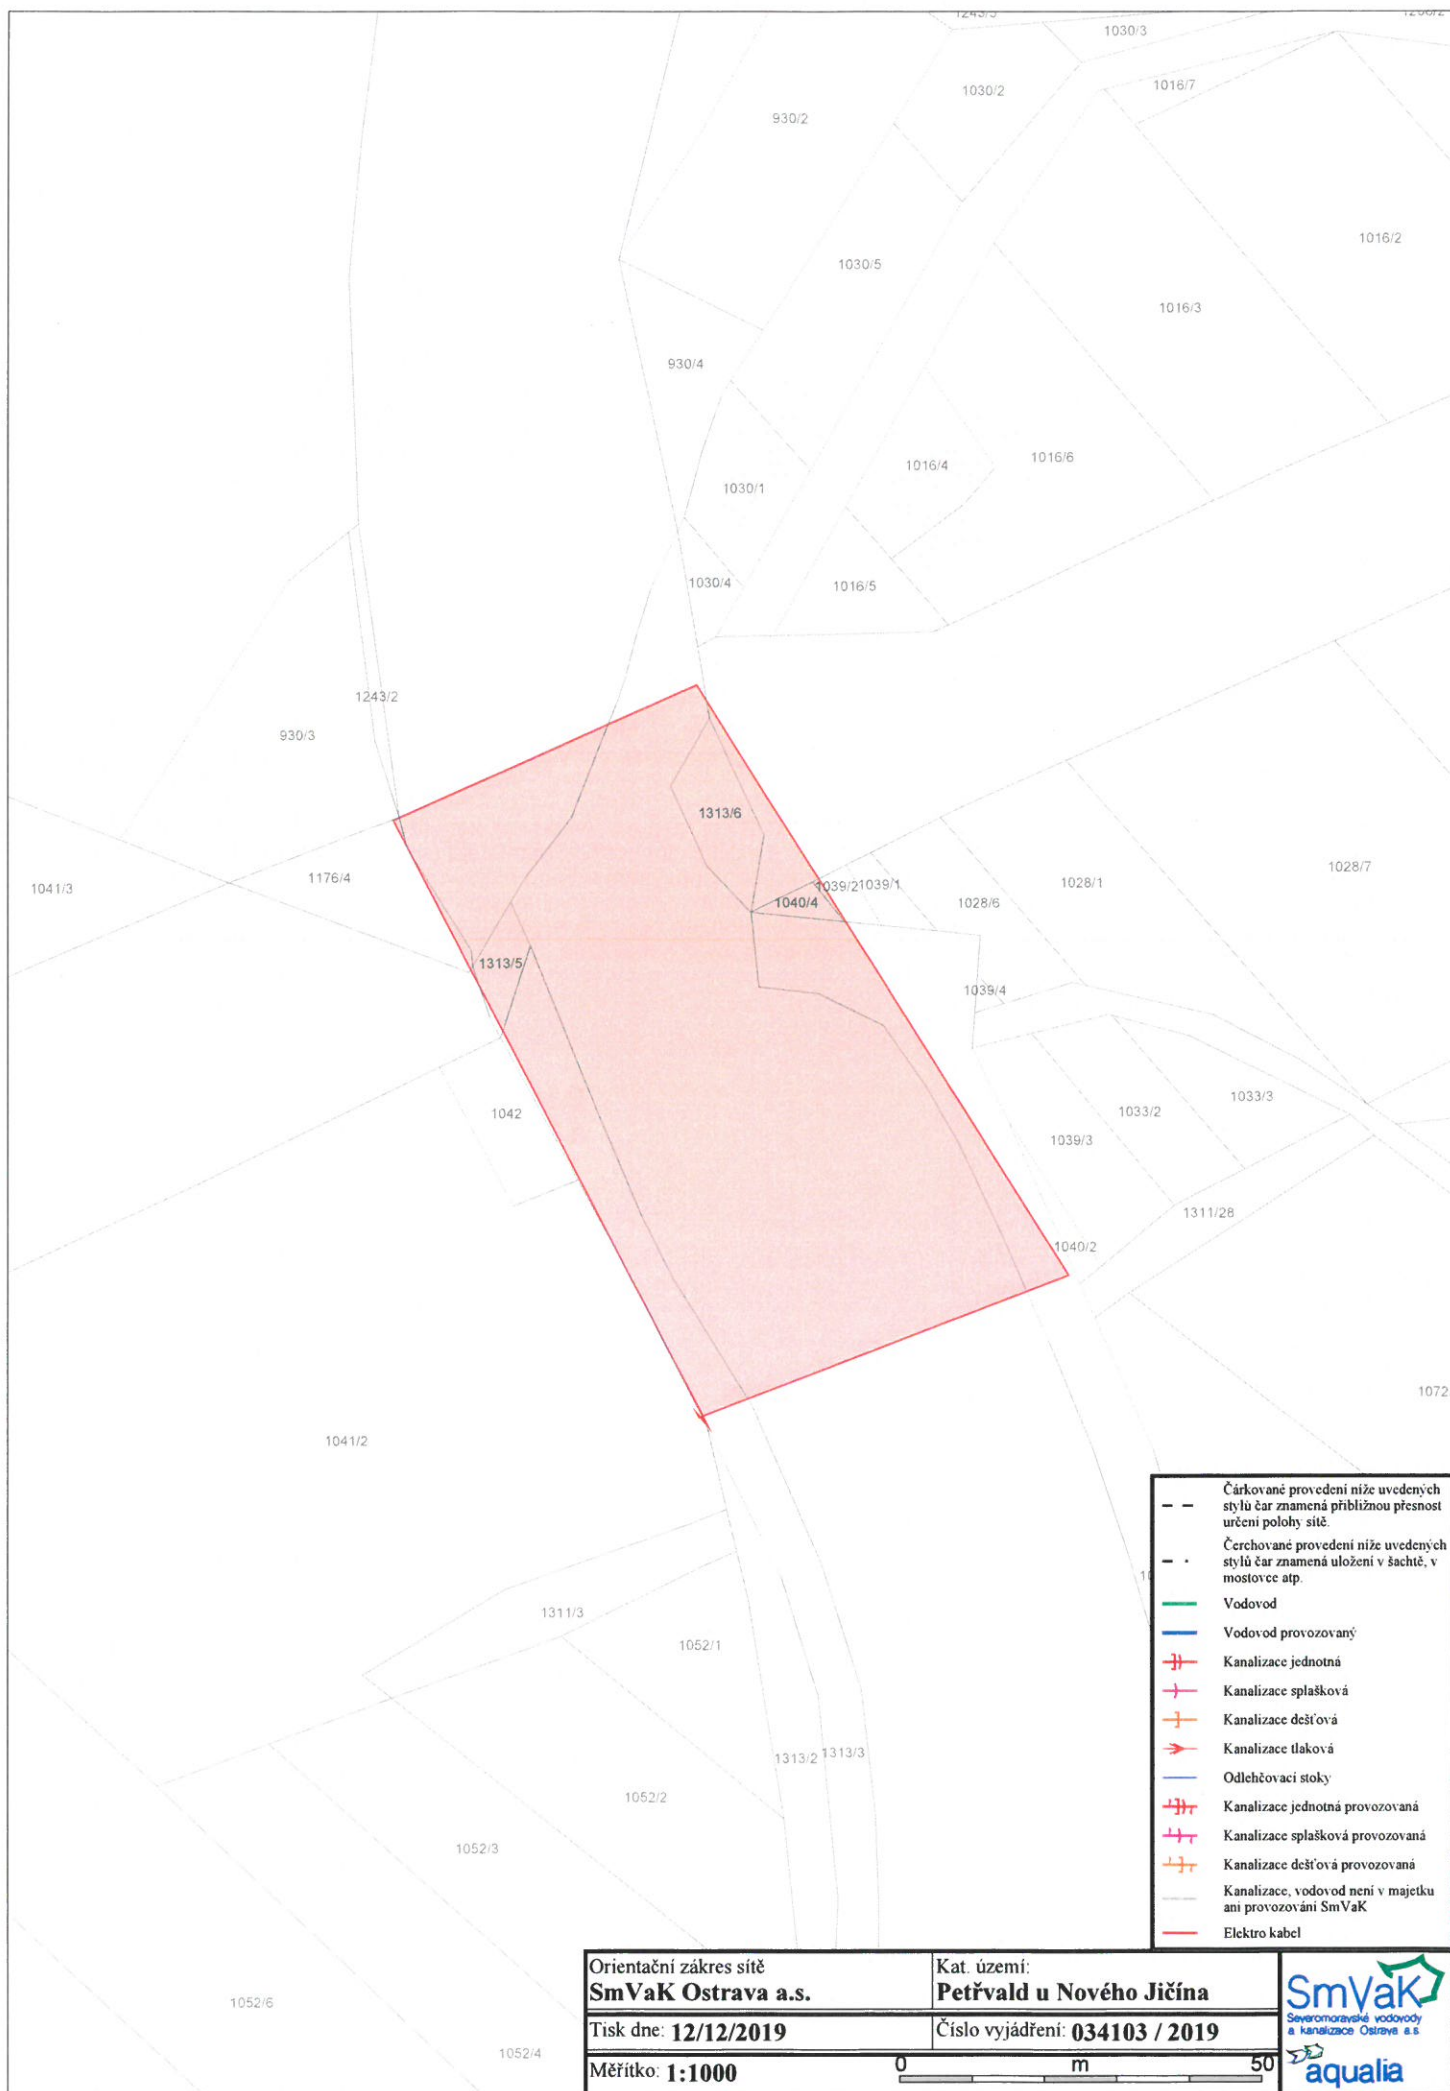 1030/3
1030/2
1016/7
930/2
1016/2
1030/5
1016/3
930/4
1016/4
1016/6
1030/1
1030/4
1016/5
1243/2
930/3
1313/6
1041/3
1176/4
1039/2
1039/1
1028/1
1028/7
1040/4
1028/6
1313/5
1039/4
1042
1033/2
1033/3
1039/3
1311/28
1040/2
1072
1041/2
1311/3
1052/1
1313/2
1313/3
1052/2
1052/3
1052/6
1052/4
Čárkované provedení níže uvedených
stylů čar znamená přibližnou přesnost
určení polohy sítě.
Čerchované provedení níže uvedených
stylů čar znamená uložení v šachtě, v
mostovce atp.
Vodovod
Vodovod provozovaný
Kanalizace jednotná
Kanalizace splašková
Kanalizace dešťová
Kanalizace tlaková
Odlehčovací stoky
Kanalizace jednotná provozovaná
Kanalizace splašková provozovaná
Kanalizace dešťová provozovaná
Kanalizace, vodovod není v majetku
ani provozování SmVaK
Elektro kabel
Orientační zákres sítě
SmVaK Ostrava a.s.
Kat. území:
Petřvald u Nového Jičína
Tisk dne: 12/12/2019
Číslo vyjádření: 034103 / 2019
Měřítko: 1:1000
0 m 50
SmVaK
Severomoravské vodovody
a kanalizace Ostrava a.s
aqualia